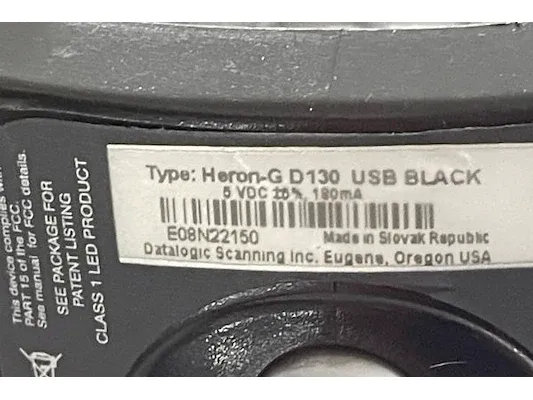 This device complies with
PART 15 of the FCC.
See manual for FCC details.
SEE PACKAGE FOR
PATENT LISTING
CLASS 1 LED PRODUCT
Type: Heron-G D130 USB BLACK
5 VDC ±5%, 180mA
E08N22150 Made in Slovak Republic
Datalogic Scanning Inc. Eugene, Oregon USA